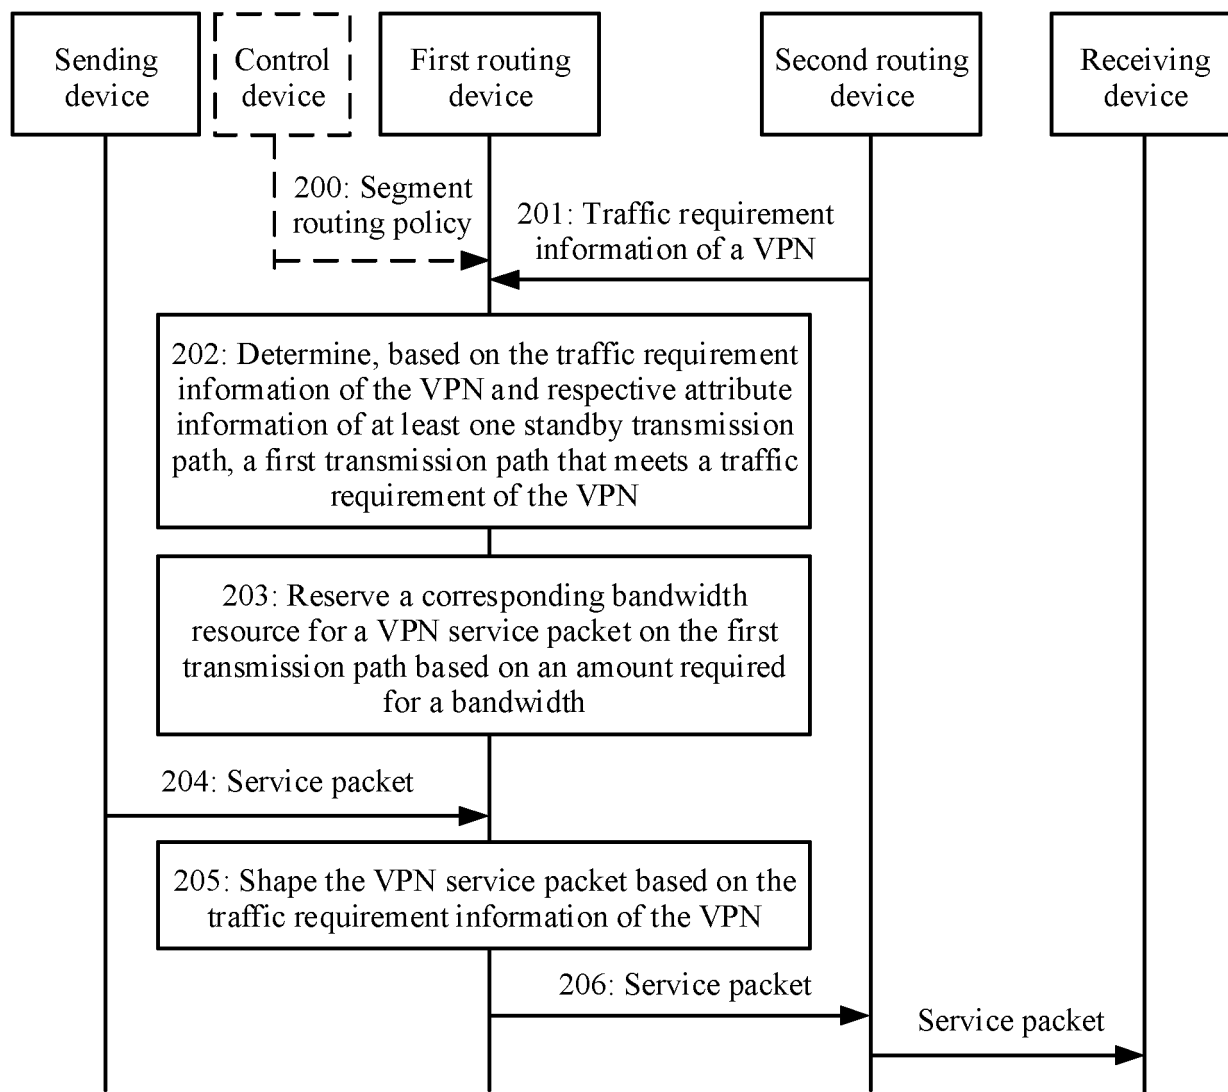 Sending
device
Control
device
First routing
device
Second routing
device
Receiving
device
200: Segment
routing policy
201: Traffic requirement
information of a VPN
202: Determine, based on the traffic requirement
information of the VPN and respective attribute
information of at least one standby transmission
path, a first transmission path that meets a traffic
requirement of the VPN
203: Reserve a corresponding bandwidth
resource for a VPN service packet on the first
transmission path based on an amount required
for a bandwidth
204: Service packet
205: Shape the VPN service packet based on the
traffic requirement information of the VPN
206: Service packet
Service packet